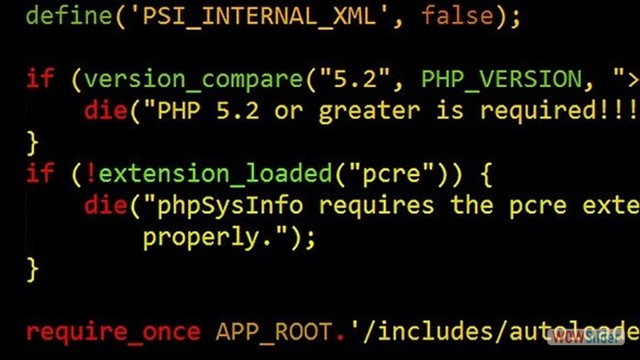 define('PSI_INTERNAL_XML', false);
if (version_compare("5.2", PHP_VERSION, ">
die("PHP 5.2 or greater is required!!!
}
if (!extension_loaded("pcre")) {
die("phpSysInfo requires the pcre exte
properly.");
}
require_once APP_ROOT.'/includes/autoloade
WOWSlider